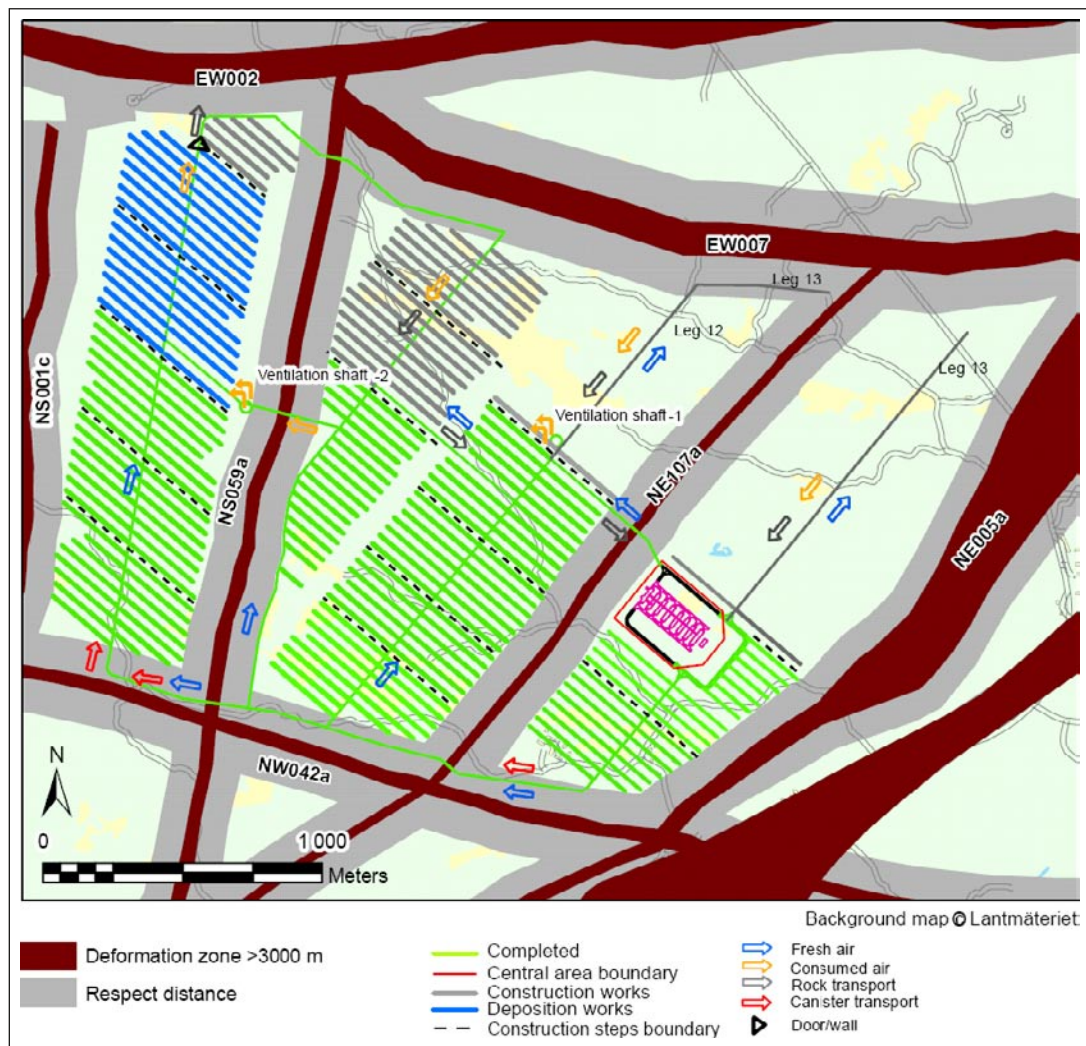 EW002
EW007
Leg 13
Leg 12
Leg 13
NS001c
Ventilation shaft -2
Ventilation shaft -1
NS059a
NE107a
NE005a
NW042a
N
0 1 000
Meters
Background map © Lantmäteriet
Deformation zone >3000 m
Respect distance
Completed
Central area boundary
Construction works
Deposition works
Construction steps boundary
Fresh air
Consumed air
Rock transport
Canister transport
Door/wall